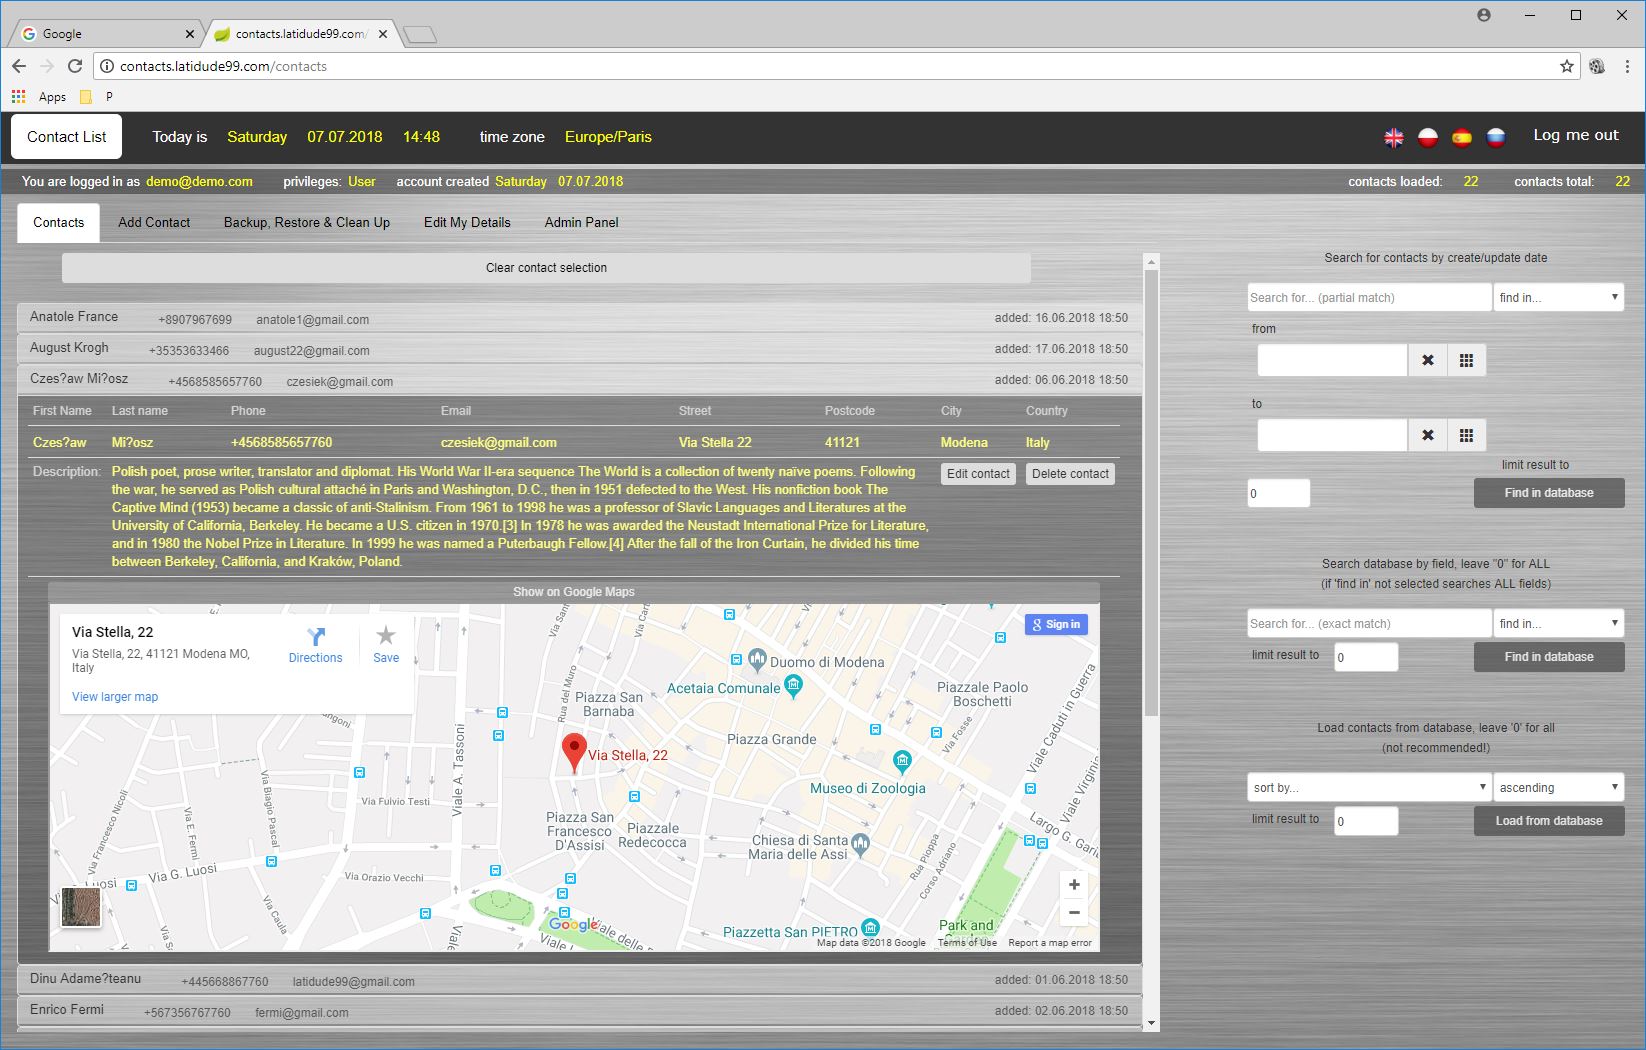 Google
contacts.latidude99.com/
contacts.latidude99.com/contacts
Apps P
Contact List Today is Saturday 07.07.2018 14:48 time zone Europe/Paris Log me out
You are logged in as demo@demo.com privileges: User account created Saturday 07.07.2018 contacts loaded: 22 contacts total: 22
Contacts Add Contact Backup, Restore & Clean Up Edit My Details Admin Panel
Clear contact selection
Anatole France +8907967699 anatole1@gmail.com added: 16.06.2018 18:50
August Krogh +35353633466 august22@gmail.com added: 17.06.2018 18:50
Czes?aw Mi?osz +4568585657760 czesiek@gmail.com added: 06.06.2018 18:50
First Name Last name Phone Email Street Postcode City Country
Czes?aw Mi?osz +4568585657760 czesiek@gmail.com Via Stella 22 41121 Modena Italy
Description: Polish poet, prose writer, translator and diplomat. His World War II-era sequence The World is a collection of twenty naïve poems. Following
the war, he served as Polish cultural attaché in Paris and Washington, D.C., then in 1951 defected to the West. His nonfiction book The
Captive Mind (1953) became a classic of anti-Stalinism. From 1961 to 1998 he was a professor of Slavic Languages and Literatures at the
University of California, Berkeley. He became a U.S. citizen in 1970.[3] In 1978 he was awarded the Neustadt International Prize for Literature,
and in 1980 the Nobel Prize in Literature. In 1999 he was named a Puterbaugh Fellow.[4] After the fall of the Iron Curtain, he divided his time
between Berkeley, California, and Kraków, Poland.
Edit contact Delete contact
Show on Google Maps
Via Stella, 22
Via Stella, 22, 41121 Modena MO,
Italy
View larger map
Directions
Save
Sign in
Via San
Via Car
Rua del Muro
Piazza San
Barnaba
Duomo di Modena
Acetaia Comunale
Piazzale Paolo
Boschetti
Via Caduti in Guerra
Via Fosse
Piazza Grande
Via Stella, 22
Viale A. Tassoni
Museo di Zoologia
Viale Virginia
Via Fulvio Testi
Via Biagio Pascal
Via Francesco Nicoli
Via E. Fermi
Piazza San
Francesco
D'Assisi
Piazzale
Redecocca
Chiesa di Santa
Maria delle Assi
Largo G. Garib
Rua Pioppa
Corso Adriano
Via G. Luosi
Luosi
Via Orazio Vecchi
Via Caula
Viale
Viale delle
Viale
Google
Piazzetta San PIETRO
Park and
+
−
Map data ©2018 Google Terms of Use Report a map error
Dinu Adame?teanu +445668867760 latidude99@gmail.com added: 01.06.2018 18:50
Enrico Fermi +567356767760 fermi@gmail.com added: 02.06.2018 18:50
Search for contacts by create/update date
Search for... (partial match) find in...
from
to
limit result to
0 Find in database
Search database by field, leave "0" for ALL
(if 'find in' not selected searches ALL fields)
Search for... (exact match) find in...
limit result to 0 Find in database
Load contacts from database, leave '0' for all
(not recommended!)
sort by... ascending
limit result to 0 Load from database